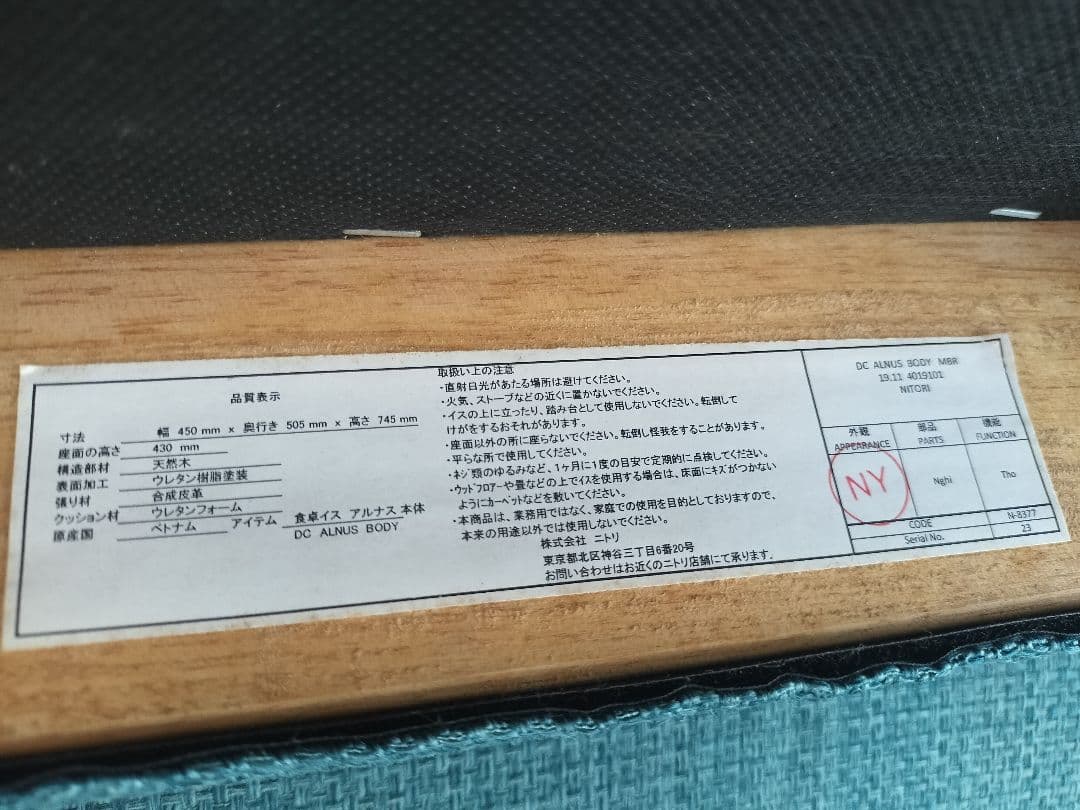 品質表示
寸法 幅 450 mm x 奥行き 505 mm x 高さ 745 mm
座面の高さ 430 mm
構造部材 天然木
表面加工 ウレタン樹脂塗装
張り材 合成皮革
クッション材 ウレタンフォーム
原産国 ベトナム アイテム 食卓イス アルナス 本体
DC ALNUS BODY
取扱い上の注意
・直射日光があたる場所は避けてください。
・火気、ストーブなどの近くに置かないでください。
・イスの上に立ったり、踏み台として使用しないでください。転倒して
けがをするおそれがあります。
・座面以外の所に座らないでください。転倒し怪我をすることがあります。
・平らな所で使用してください。
・ネジ類のゆるみなど、1ヶ月に1度の目安で定期的に点検してください。
・ウッドフロアーや畳などの上でイスを使用する場合は、床面にキズがつかない
ようにカーペットなどを敷いてください。
・本商品は、業務用ではなく、家庭での使用を目的としておりますので、
本来の用途以外では使用しないでください。
株式会社 ニトリ
東京都北区神谷三丁目6番20号
お問い合わせはお近くのニトリ店舗にて承ります。
DC ALNUS BODY MBR
19.11 4019101
NITORI
外観 部品 機能
APPEARANCE PARTS FUNCTION
NY Nghi Tho
CODE N-8377
Serial No. 23